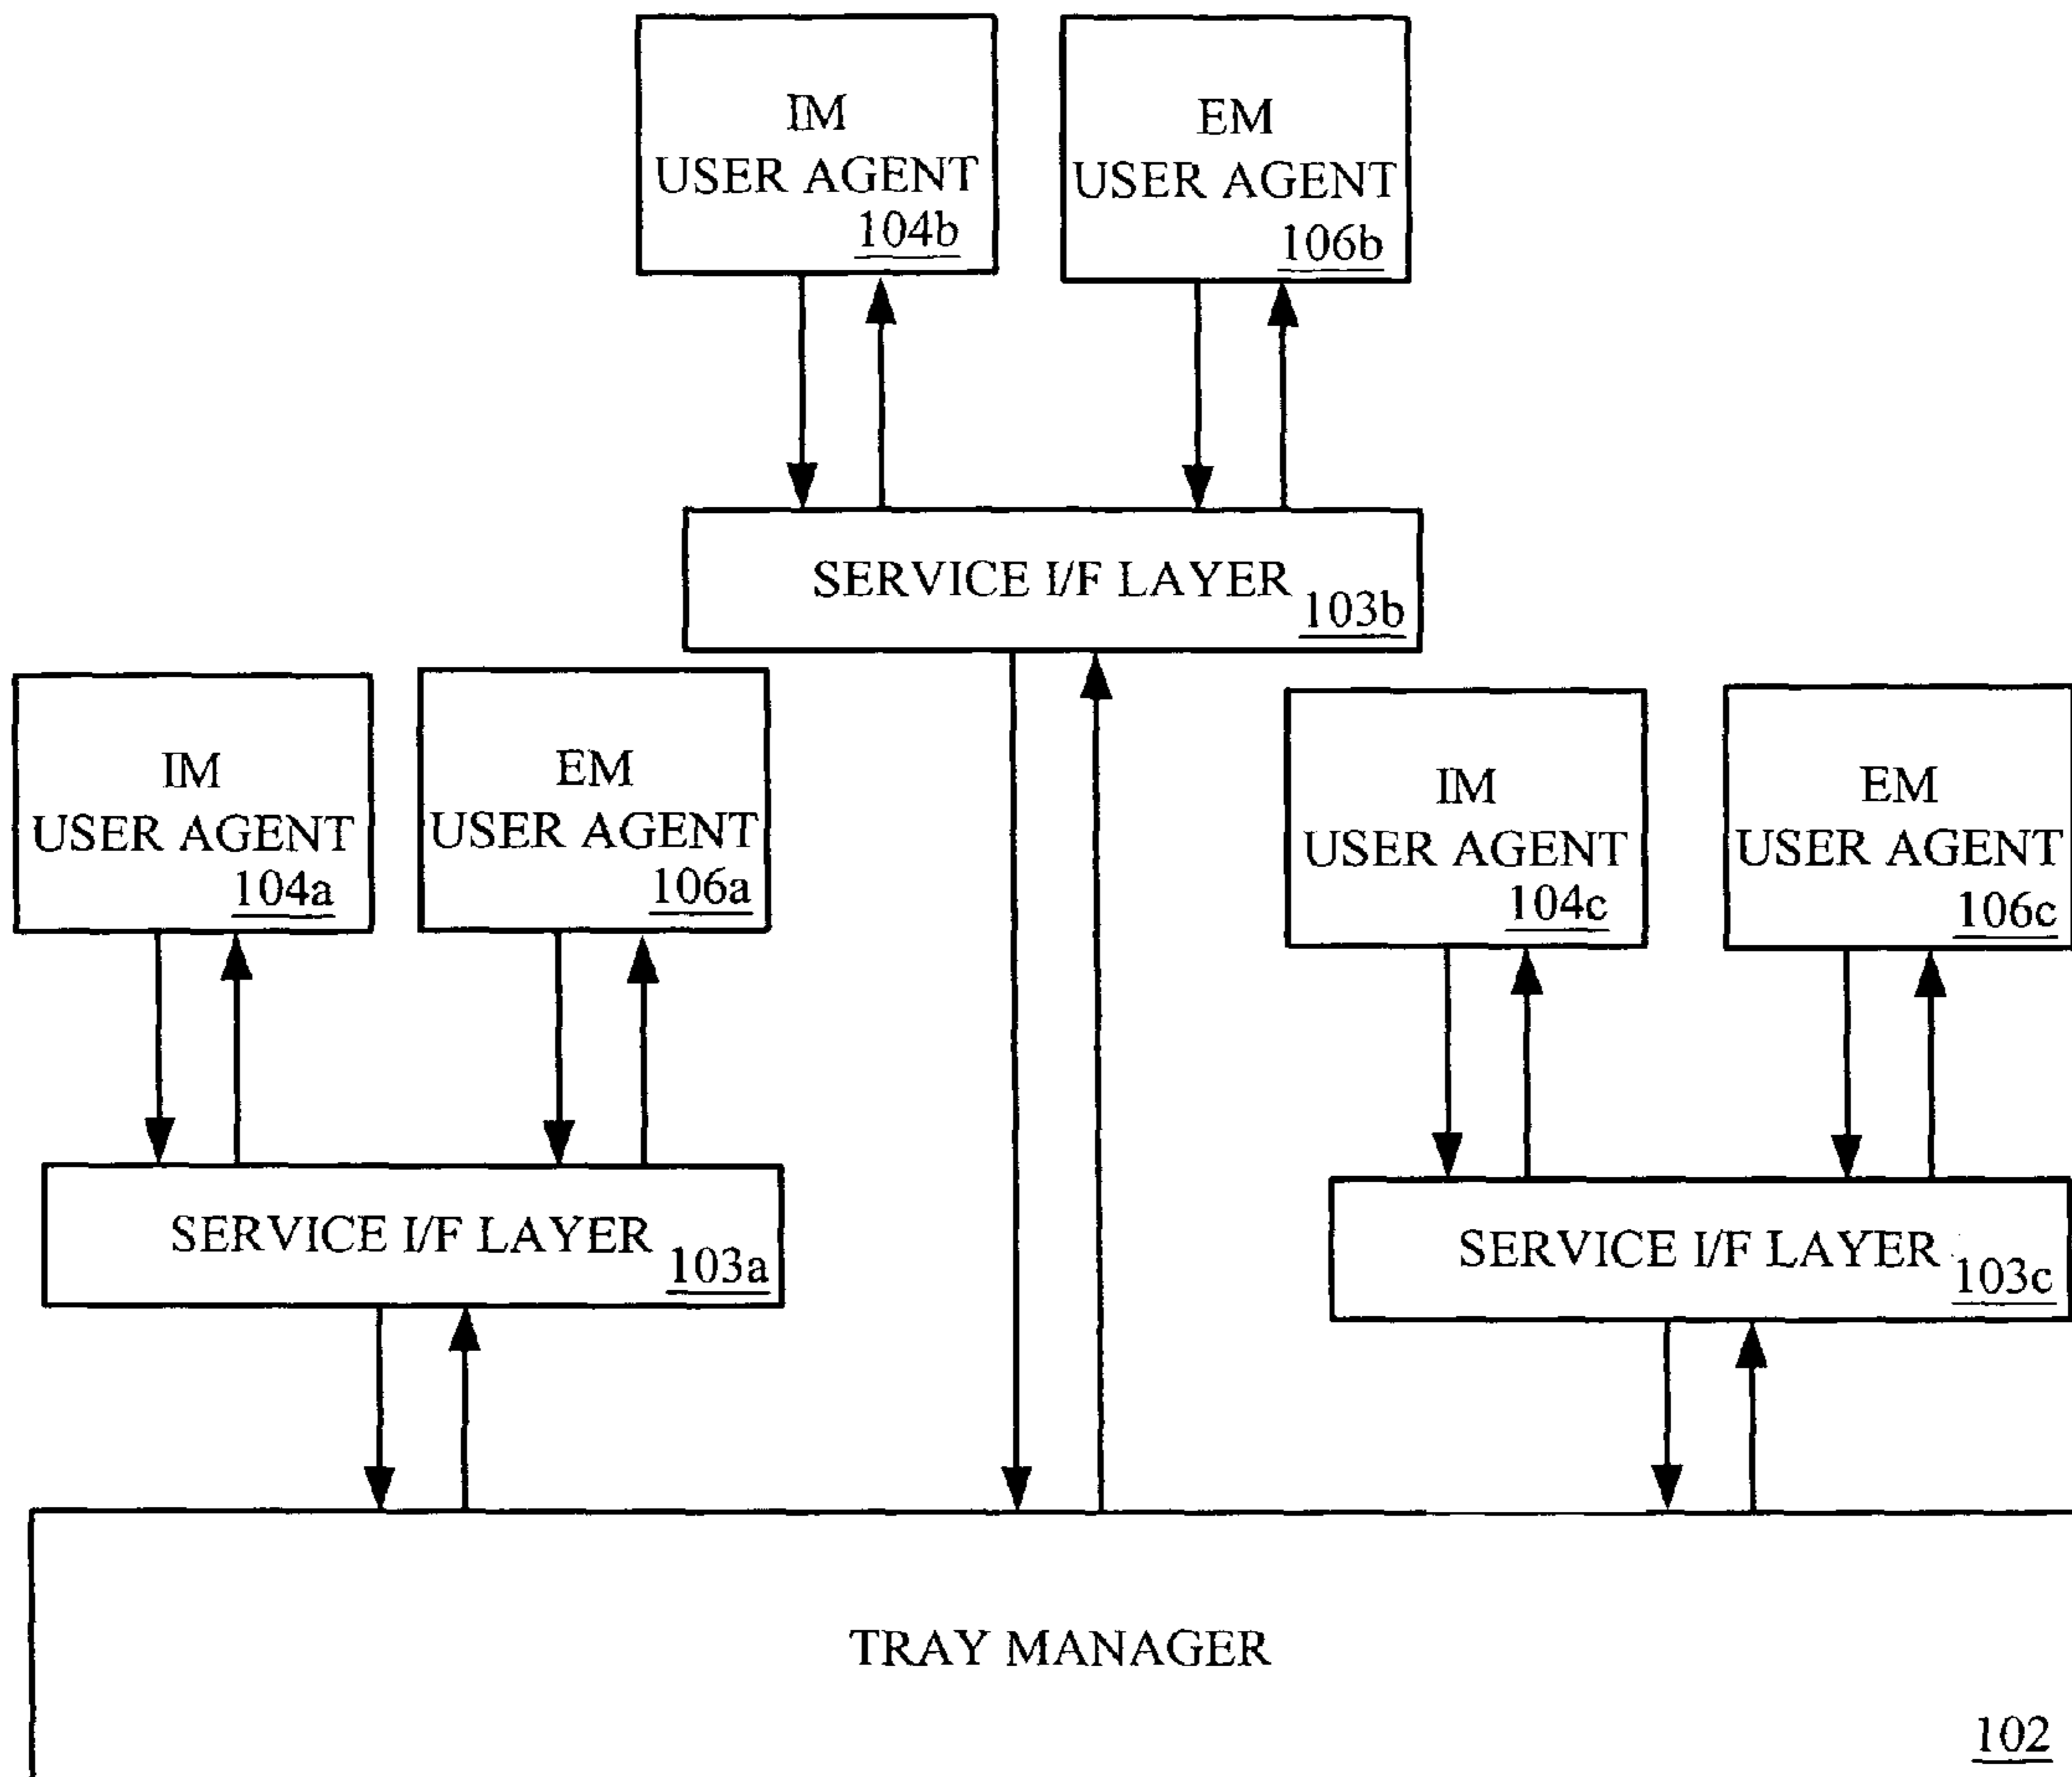 IM
USER AGENT
104b
EM
USER AGENT
106b
SERVICE I/F LAYER
103b
IM
USER AGENT
104a
EM
USER AGENT
106a
IM
USER AGENT
104c
EM
USER AGENT
106c
SERVICE I/F LAYER
103a
SERVICE I/F LAYER
103c
TRAY MANAGER
102